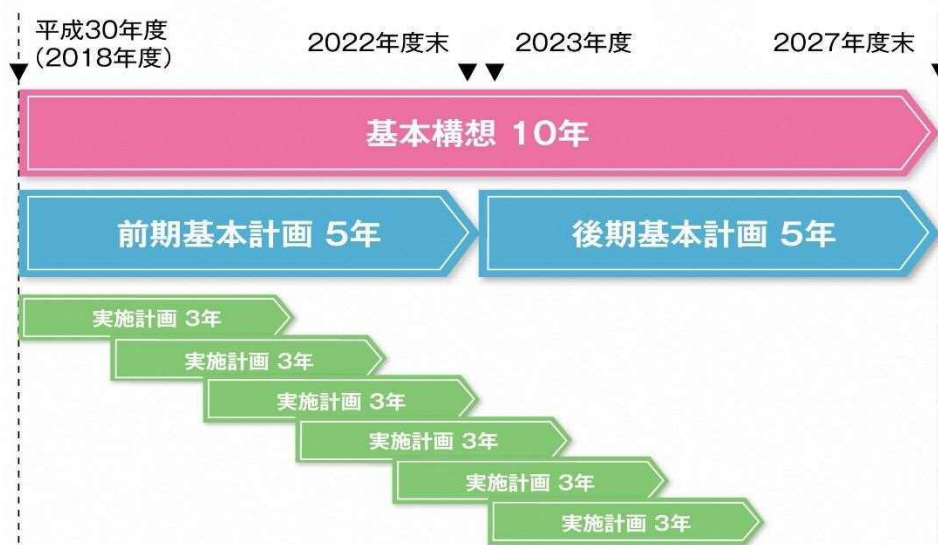 平成30年度
(2018年度)
2022年度末
2023年度
2027年度末
基本構想 10年
前期基本計画 5年
後期基本計画 5年
実施計画 3年
実施計画 3年
実施計画 3年
実施計画 3年
実施計画 3年
実施計画 3年